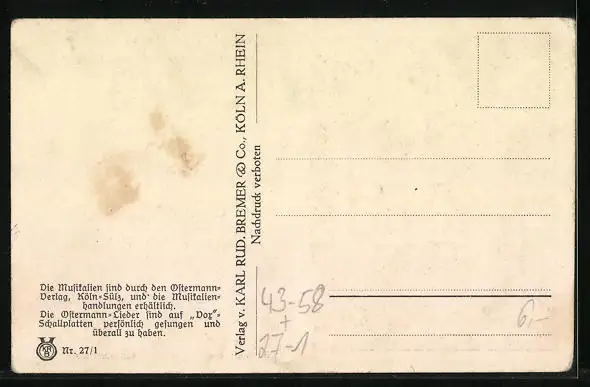 Die Musikalien sind durch den Ostermann-
Verlag, Köln-Sülz, und die Musikalien-
handlungen erhältlich.
Die Ostermann-Lieder sind auf „Vox"-
Schallplatten persönlich gesungen und
überall zu haben.
Nr. 27/1
Verlag v. KARL RUD. BREMER & Co., KÖLN A. RHEIN
Nachdruck verboten
43-58
+
27-1
6,-